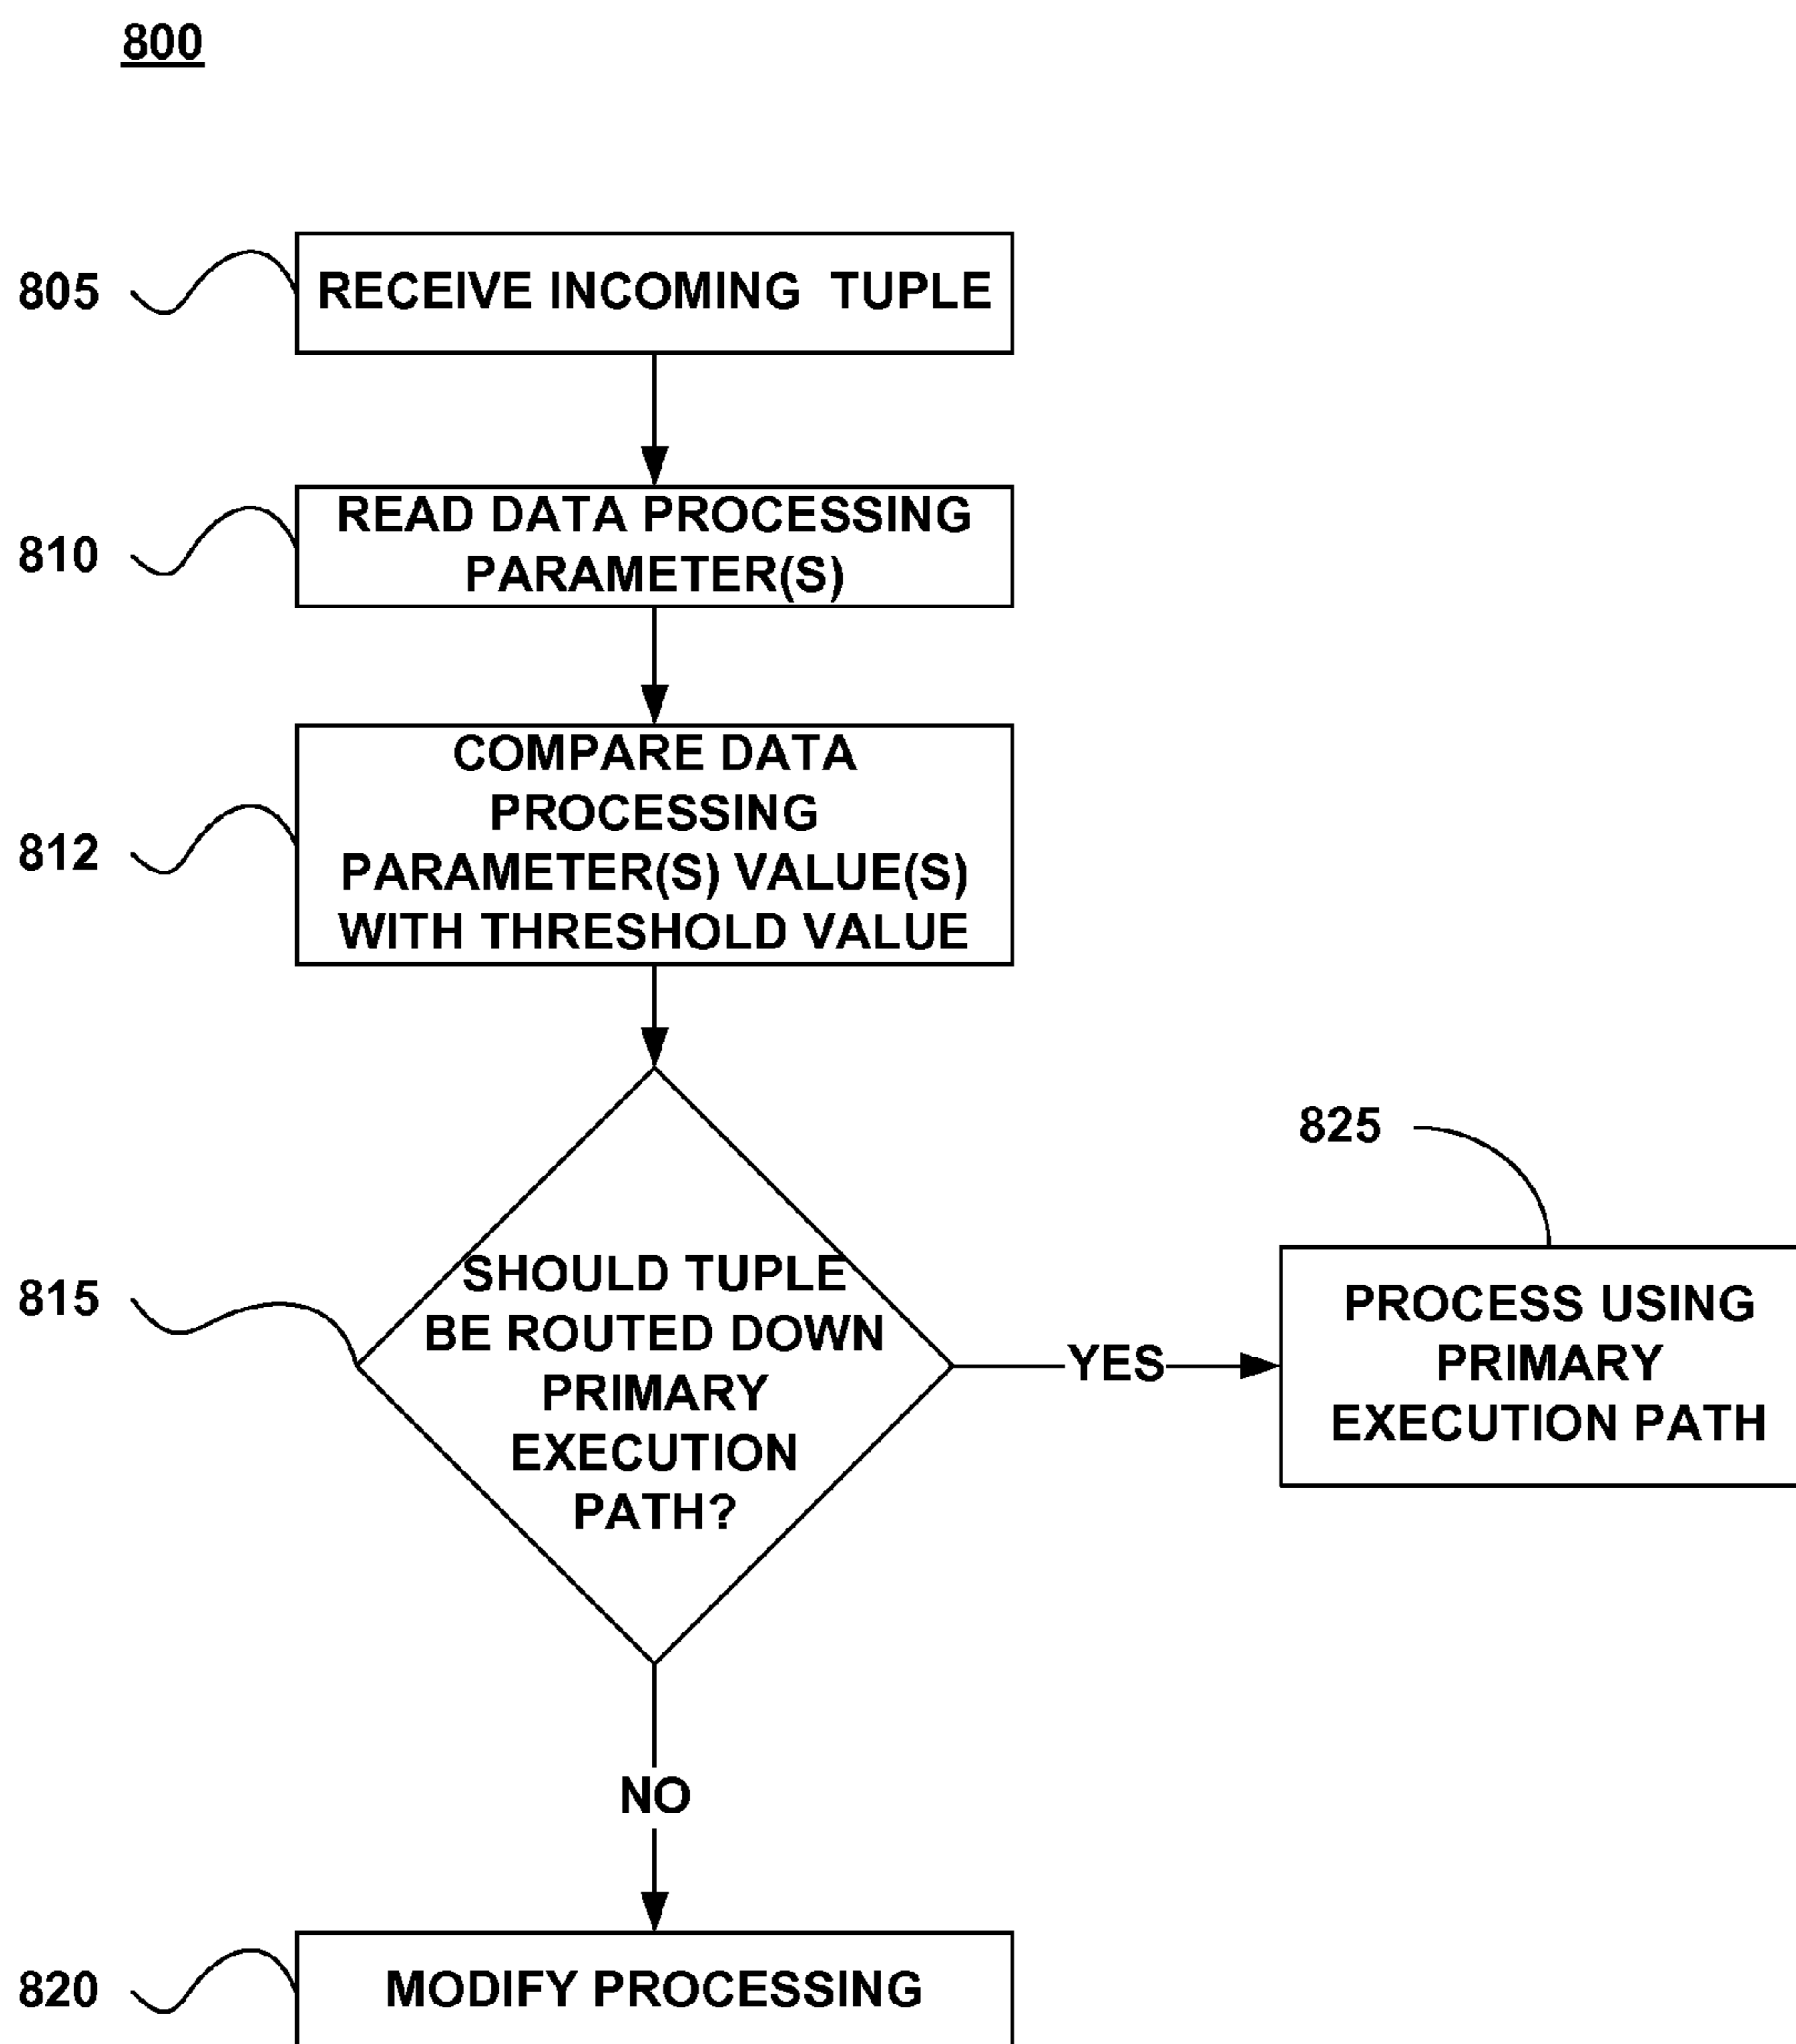 800
805
RECEIVE INCOMING TUPLE
810
READ DATA PROCESSING
PARAMETER(S)
812
COMPARE DATA
PROCESSING
PARAMETER(S) VALUE(S)
WITH THRESHOLD VALUE
815
SHOULD TUPLE
BE ROUTED DOWN
PRIMARY
EXECUTION
PATH?
YES
825
PROCESS USING
PRIMARY
EXECUTION PATH
NO
820
MODIFY PROCESSING